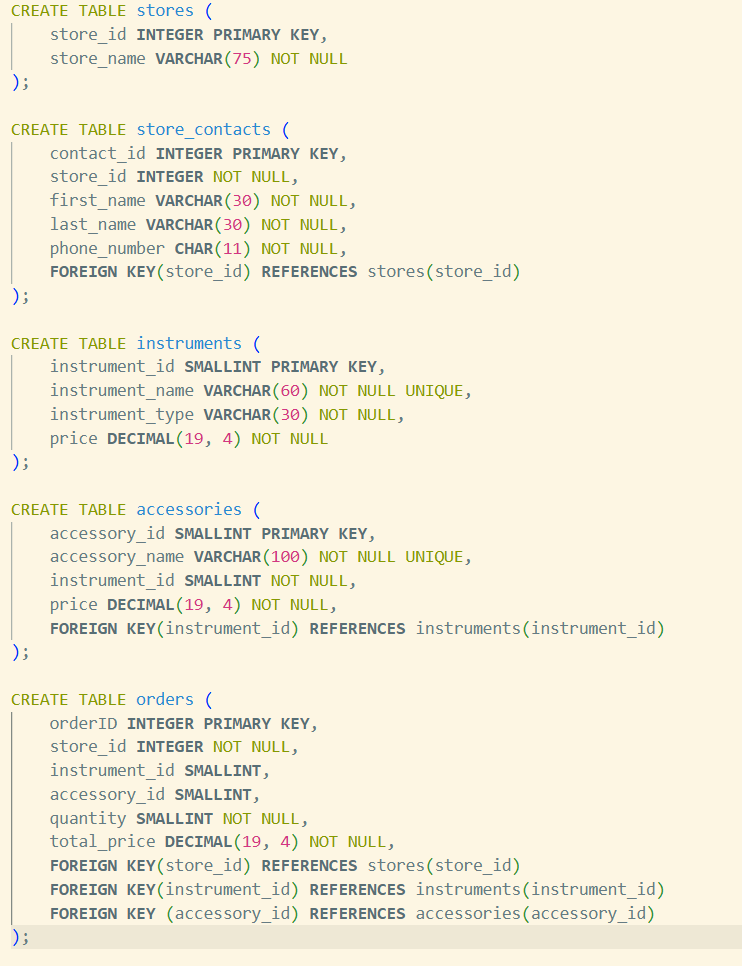 CREATE TABLE stores (
    store_id INTEGER PRIMARY KEY,
    store_name VARCHAR(75) NOT NULL
);

CREATE TABLE store_contacts (
    contact_id INTEGER PRIMARY KEY,
    store_id INTEGER NOT NULL,
    first_name VARCHAR(30) NOT NULL,
    last_name VARCHAR(30) NOT NULL,
    phone_number CHAR(11) NOT NULL,
    FOREIGN KEY(store_id) REFERENCES stores(store_id)
);

CREATE TABLE instruments (
    instrument_id SMALLINT PRIMARY KEY,
    instrument_name VARCHAR(60) NOT NULL UNIQUE,
    instrument_type VARCHAR(30) NOT NULL,
    price DECIMAL(19, 4) NOT NULL
);

CREATE TABLE accessories (
    accessory_id SMALLINT PRIMARY KEY,
    accessory_name VARCHAR(100) NOT NULL UNIQUE,
    instrument_id SMALLINT NOT NULL,
    price DECIMAL(19, 4) NOT NULL,
    FOREIGN KEY(instrument_id) REFERENCES instruments(instrument_id)
);

CREATE TABLE orders (
    orderID INTEGER PRIMARY KEY,
    store_id INTEGER NOT NULL,
    instrument_id SMALLINT,
    accessory_id SMALLINT,
    quantity SMALLINT NOT NULL,
    total_price DECIMAL(19, 4) NOT NULL,
    FOREIGN KEY(store_id) REFERENCES stores(store_id)
    FOREIGN KEY(instrument_id) REFERENCES instruments(instrument_id)
    FOREIGN KEY (accessory_id) REFERENCES accessories(accessory_id)
);